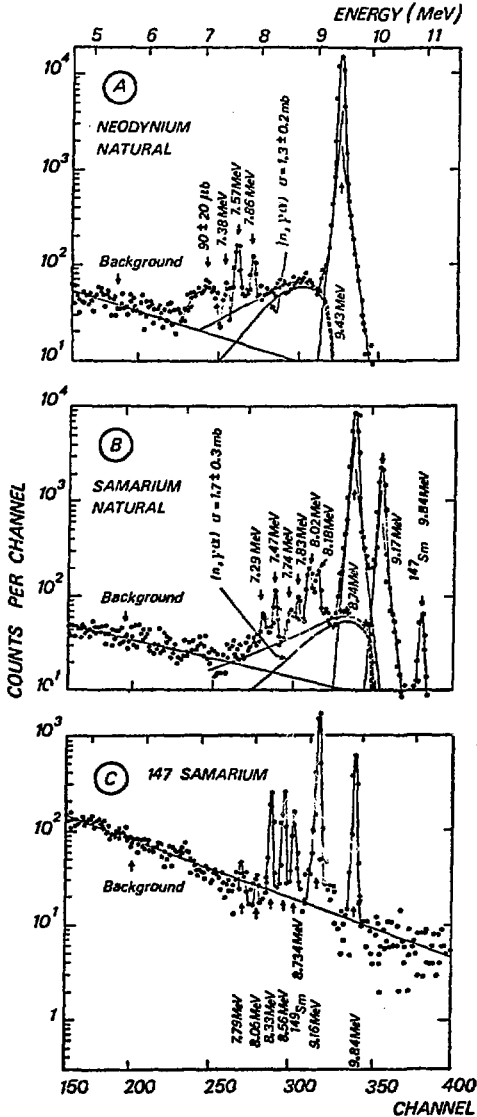 ENERGY (MeV)
5 6 7 8 9 10 11
10⁴
10³
10²
10¹
A
NEODYNIUM
NATURAL
Background
90 ± 20 μb
7.38 MeV
7.57 MeV
7.86 MeV
(n, γα) σ = 1.3 ± 0.2 mb
9.43 MeV
10⁴
10³
10²
10¹
B
SAMARIUM
NATURAL
Background
(n, γα) σ = 1.7 ± 0.3 mb
7.29 MeV
7.47 MeV
7.74 MeV
7.83 MeV
8.02 MeV
8.18 MeV
8.74 MeV
9.17 MeV
¹⁴⁷Sm 9.84 MeV
200 250 300 350 400
COUNTS PER CHANNEL
10³
10²
10¹
1
C 147 SAMARIUM
Background
7.79 MeV
8.06 MeV
8.33 MeV
8.56 MeV
¹⁴⁹Sm 8.734 MeV
9.16 MeV
9.84 MeV
150 200 250 300 350 400
CHANNEL